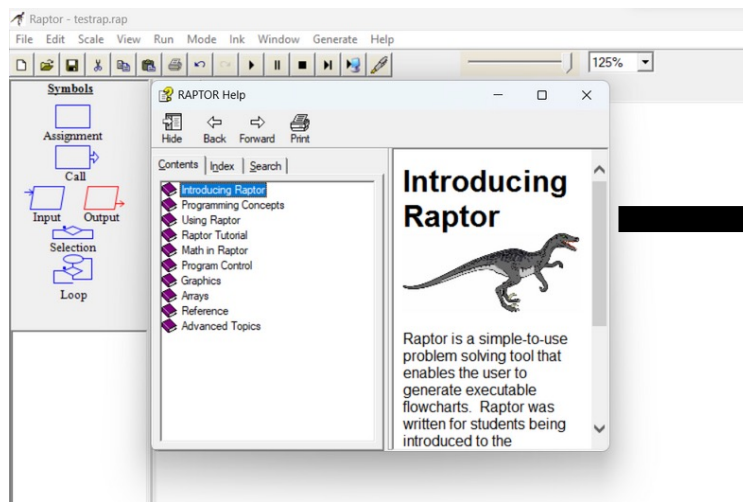 Raptor - testrap.rap
File Edit Scale View Run Mode Ink Window Generate Help
125%
Symbols
Assignment
Call
Input Output
Selection
Loop
RAPTOR Help
Hide Back Forward Print
Contents Index Search
Introducing Raptor
Programming Concepts
Using Raptor
Raptor Tutorial
Math in Raptor
Program Control
Graphics
Arrays
Reference
Advanced Topics
Introducing
Raptor
Raptor is a simple-to-use
problem solving tool that
enables the user to
generate executable
flowcharts. Raptor was
written for students being
introduced to the